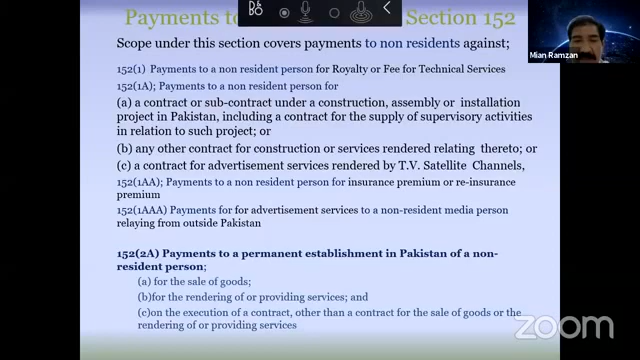 Payments to Section 152
Mian Ramzan
Scope under this section covers payments to non residents against;
152(1) Payments to a non resident person for Royalty or Fee for Technical Services
152(1A); Payments to a non resident person for
(a) a contract or sub-contract under a construction, assembly or installation
project in Pakistan, including a contract for the supply of supervisory activities
in relation to such project; or
(b) any other contract for construction or services rendered relating thereto; or
(c) a contract for advertisement services rendered by T.V. Satellite Channels,
152(1AA); Payments to a non resident person for insurance premium or re-insurance
premium
152(1AAA) Payments for for advertisement services to a non-resident media person
relaying from outside Pakistan
152(2A) Payments to a permanent establishment in Pakistan of a non-
resident person;
(a) for the sale of goods;
(b)for the rendering of or providing services; and
(c)on the execution of a contract, other than a contract for the sale of goods or the
rendering of or providing services
zoom